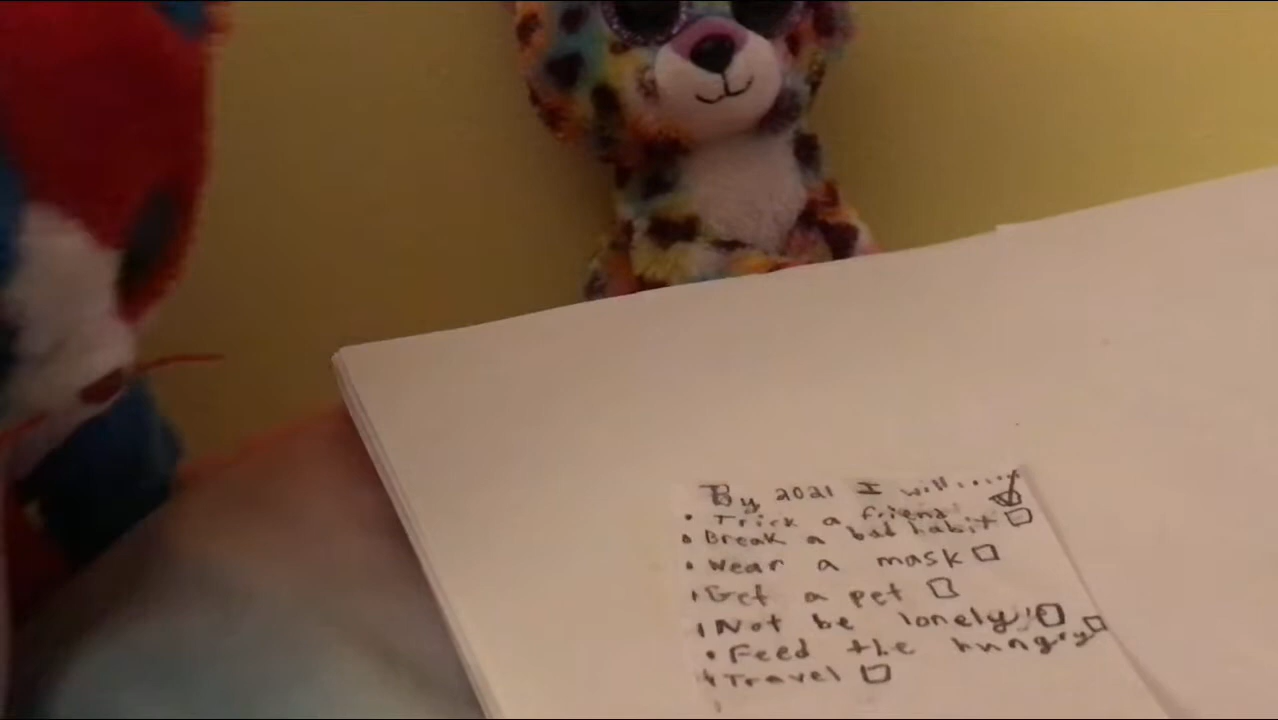 By 2021 I will.....
• Trick a friend ☑
• Break a bad habit ☐
• Wear a mask ☐
• Get a pet ☐
• Not be lonely ☐
• Feed the hungry ☐
• Travel ☐